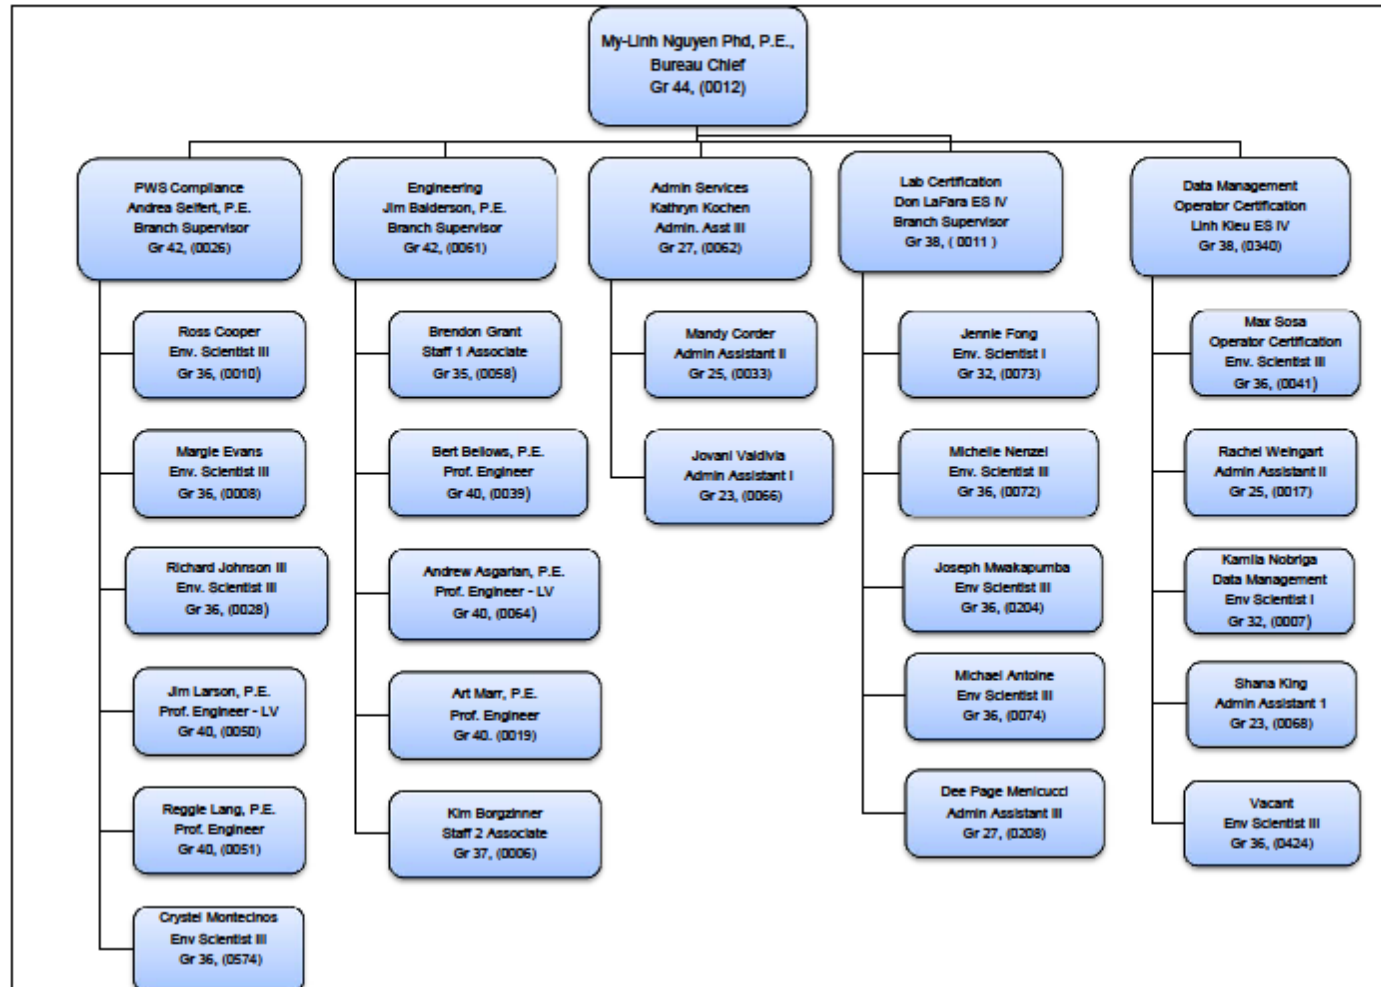 My-Linh Nguyen Phd, P.E.,
Bureau Chief
Gr 44, (0012)
PWS Compliance
Andrea Seifert, P.E.
Branch Supervisor
Gr 42, (0026)
Engineering
Jim Balderson, P.E.
Branch Supervisor
Gr 42, (0061)
Admin Services
Kathryn Kochen
Admin. Asst III
Gr 27, (0062)
Lab Certification
Don LaFara ES IV
Branch Supervisor
Gr 38, ( 0011 )
Data Management
Operator Certification
Linh Kieu ES IV
Gr 38, (0340)
Ross Cooper
Env. Scientist III
Gr 36, (0010)
Margie Evans
Env. Scientist III
Gr 36, (0008)
Richard Johnson III
Env. Scientist III
Gr 36, (0028)
Jim Larson, P.E.
Prof. Engineer - LV
Gr 40, (0050)
Reggie Lang, P.E.
Prof. Engineer
Gr 40, (0051)
Crystel Montecinos
Env Scientist III
Gr 36, (0574)
Brendon Grant
Staff 1 Associate
Gr 35, (0058)
Bert Bellows, P.E.
Prof. Engineer
Gr 40, (0039)
Andrew Asgarian, P.E.
Prof. Engineer - LV
Gr 40, (0064)
Art Marr, P.E.
Prof. Engineer
Gr 40. (0019)
Kim Borgzinner
Staff 2 Associate
Gr 37, (0006)
Mandy Corder
Admin Assistant II
Gr 25, (0033)
Jovani Valdivia
Admin Assistant I
Gr 23, (0066)
Jennie Fong
Env. Scientist I
Gr 32, (0073)
Michelle Nenzel
Env. Scientist III
Gr 36, (0072)
Joseph Mwakapumba
Env Scientist III
Gr 36, (0204)
Michael Antoine
Env Scientist III
Gr 36, (0074)
Dee Page Menicucci
Admin Assistant III
Gr 27, (0208)
Max Sosa
Operator Certification
Env. Scientist III
Gr 36, (0041)
Rachel Weingart
Admin Assistant II
Gr 25, (0017)
Kamila Nobriga
Data Management
Env Scientist I
Gr 32, (0007)
Shana King
Admin Assistant 1
Gr 23, (0068)
Vacant
Env Scientist III
Gr 36, (0424)